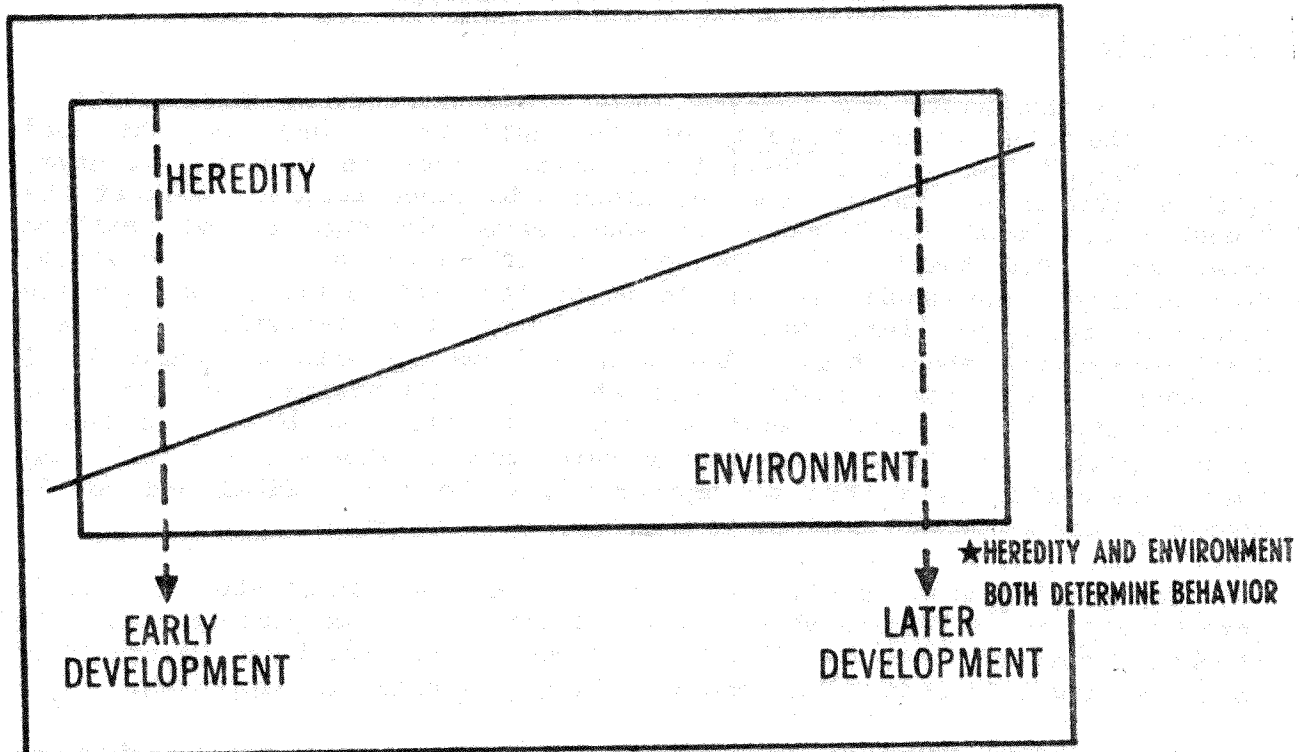 HEREDITY
ENVIRONMENT
★HEREDITY AND ENVIRONMENT
BOTH DETERMINE BEHAVIOR
EARLY
DEVELOPMENT
LATER
DEVELOPMENT